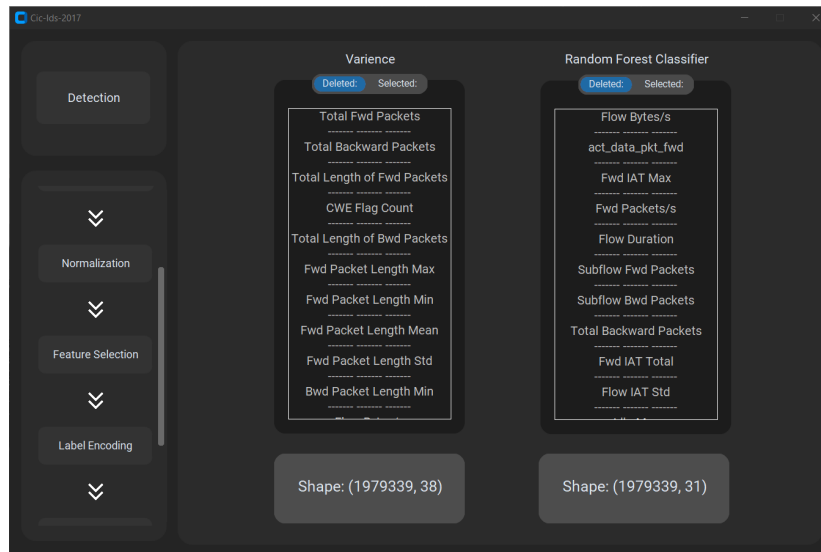 Cic-Ids-2017
Detection
Normalization
Feature Selection
Label Encoding
Varience
Deleted: Selected:
Total Fwd Packets
------- ------- -------
Total Backward Packets
------- ------- -------
Total Length of Fwd Packets
------- ------- -------
CWE Flag Count
------- ------- -------
Total Length of Bwd Packets
------- ------- -------
Fwd Packet Length Max
------- ------- -------
Fwd Packet Length Min
------- ------- -------
Fwd Packet Length Mean
------- ------- -------
Fwd Packet Length Std
------- ------- -------
Bwd Packet Length Min
------- ------- -------
Shape: (1979339, 38)
Random Forest Classifier
Deleted: Selected:
Flow Bytes/s
------- ------- -------
act_data_pkt_fwd
------- ------- -------
Fwd IAT Max
------- ------- -------
Fwd Packets/s
------- ------- -------
Flow Duration
------- ------- -------
Subflow Fwd Packets
------- ------- -------
Subflow Bwd Packets
------- ------- -------
Total Backward Packets
------- ------- -------
Fwd IAT Total
------- ------- -------
Flow IAT Std
------- ------- -------
Shape: (1979339, 31)